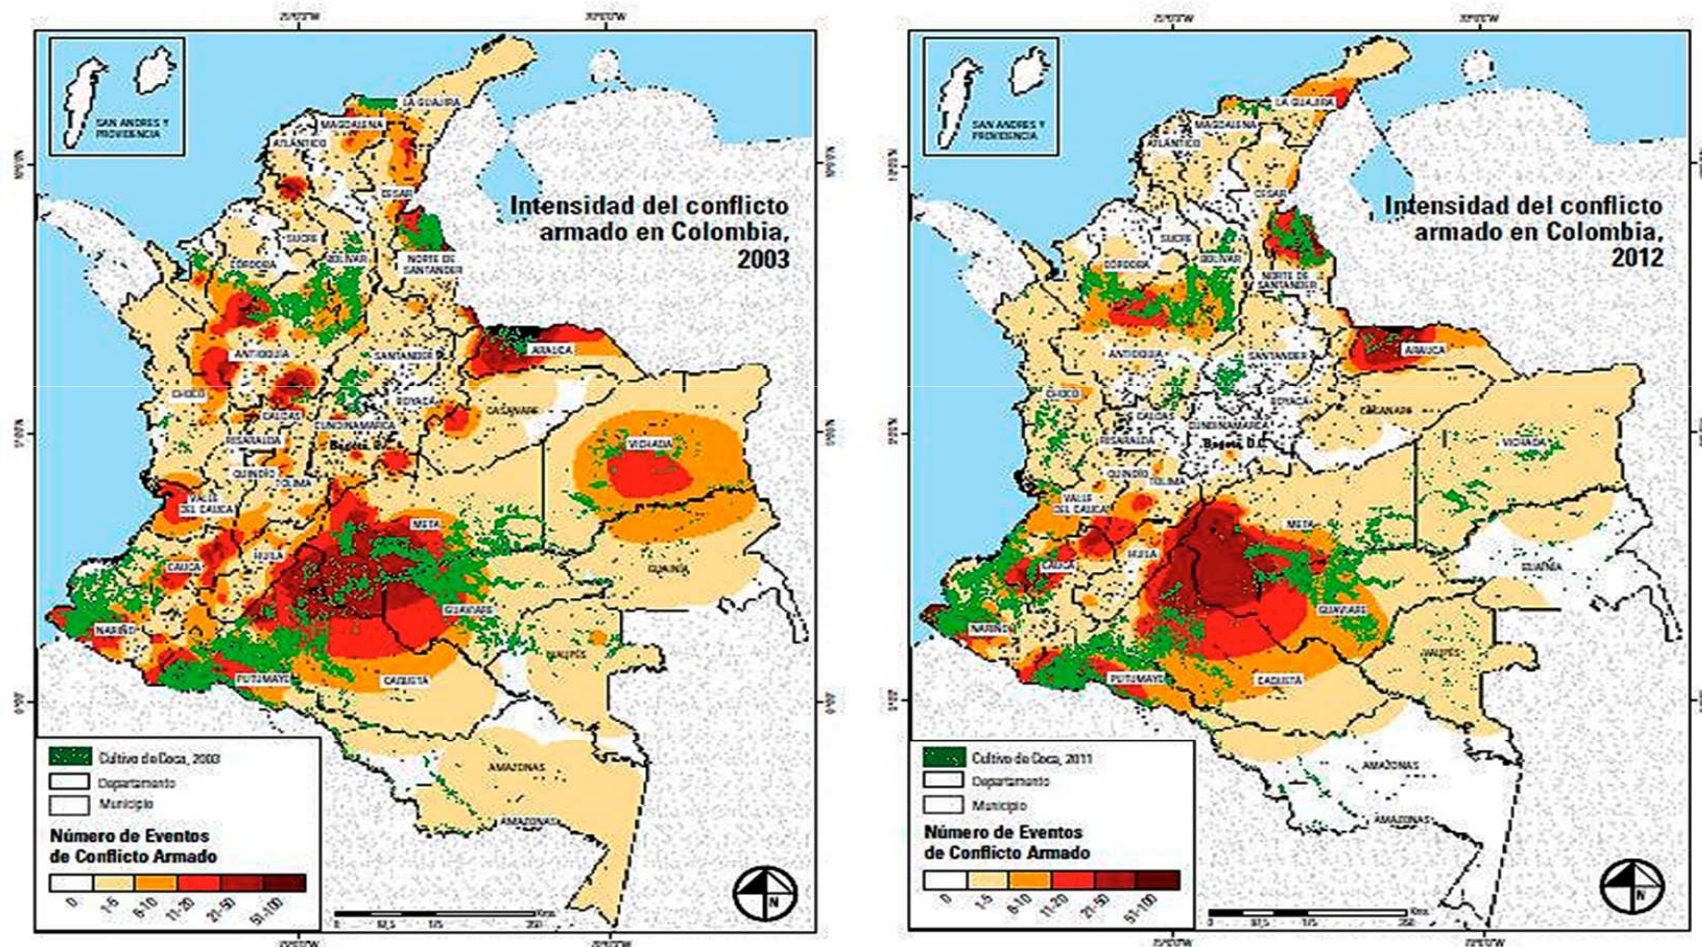 SAN ANDRES Y
PROVIDENCIA
LA GUAJIRA
MAGDALENA
ATLÁNTICO
CESAR
Intensidad del conflicto
armado en Colombia,
2003
SUCRE
CÓRDOBA
BOLÍVAR
NORTE DE
SANTANDER
ANTIOQUIA
SANTANDER
ARAUCA
CHOCÓ
BOYACÁ
CASANARE
CALDAS
CUNDINAMARCA
RISARALDA
Bogotá, D.C.
VICHADA
QUINDÍO
TOLIMA
VALLE
DEL CAUCA
META
HUILA
CAUCA
GUAINÍA
GUAVIARE
NARIÑO
VAUPÉS
PUTUMAYO
CAQUETÁ
AMAZONAS
AMAZONAS
Cultivo de Coca, 2003
Departamento
Municipio
Número de Eventos
de Conflicto Armado
0
1-5
6-10
11-20
21-50
51-100
N
Kms.
SAN ANDRES Y
PROVIDENCIA
LA GUAJIRA
MAGDALENA
ATLÁNTICO
CESAR
Intensidad del conflicto
armado en Colombia,
2012
SUCRE
CÓRDOBA
BOLÍVAR
NORTE DE
SANTANDER
ANTIOQUIA
SANTANDER
ARAUCA
CHOCÓ
BOYACÁ
CASANARE
CALDAS
CUNDINAMARCA
RISARALDA
Bogotá, D.C.
VICHADA
QUINDÍO
TOLIMA
VALLE
DEL CAUCA
META
HUILA
CAUCA
GUAINÍA
GUAVIARE
NARIÑO
VAUPÉS
PUTUMAYO
CAQUETÁ
AMAZONAS
AMAZONAS
Cultivo de Coca, 2011
Departamento
Municipio
Número de Eventos
de Conflicto Armado
0
1-5
6-10
11-20
21-50
51-100
N
Kms.